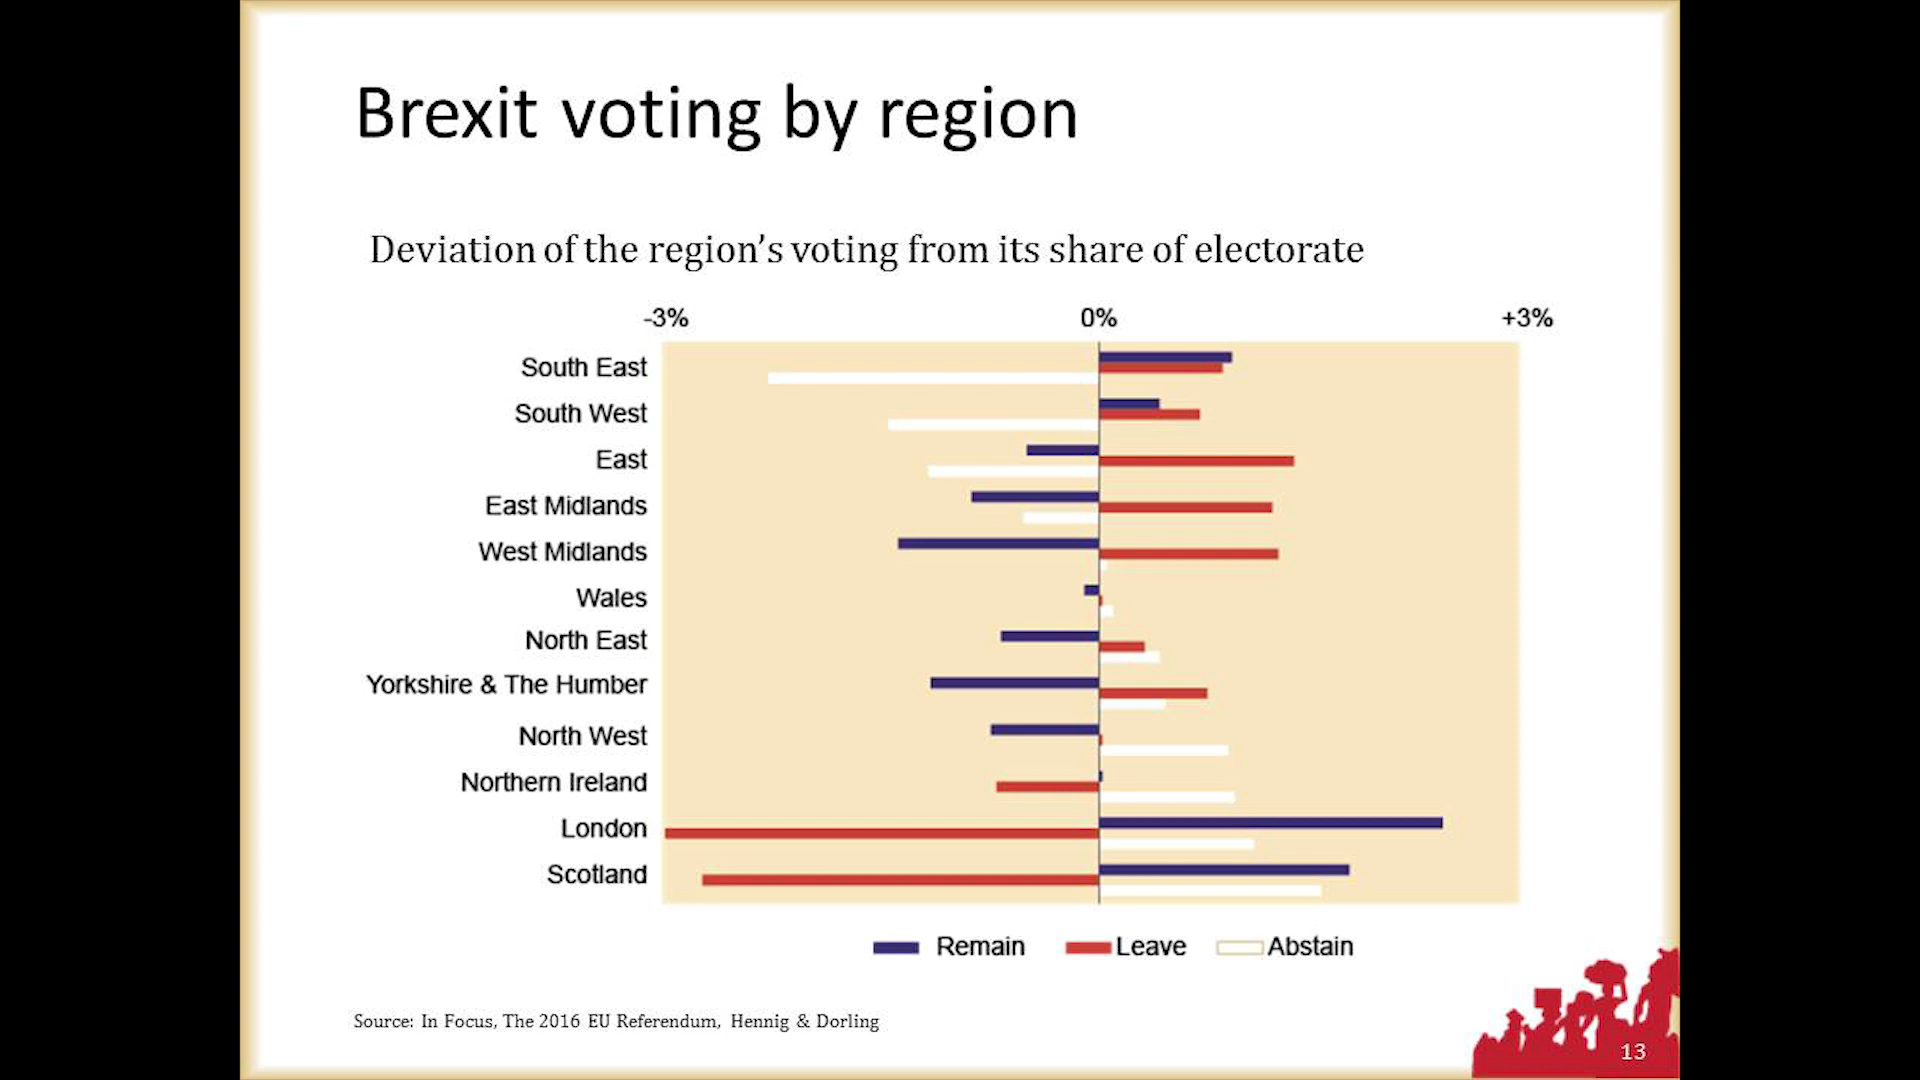 Brexit voting by region
Deviation of the region’s voting from its share of electorate
-3% 0% +3%
South East
South West
East
East Midlands
West Midlands
Wales
North East
Yorkshire & The Humber
North West
Northern Ireland
London
Scotland
Remain Leave Abstain
Source: In Focus, The 2016 EU Referendum, Hennig & Dorling
13